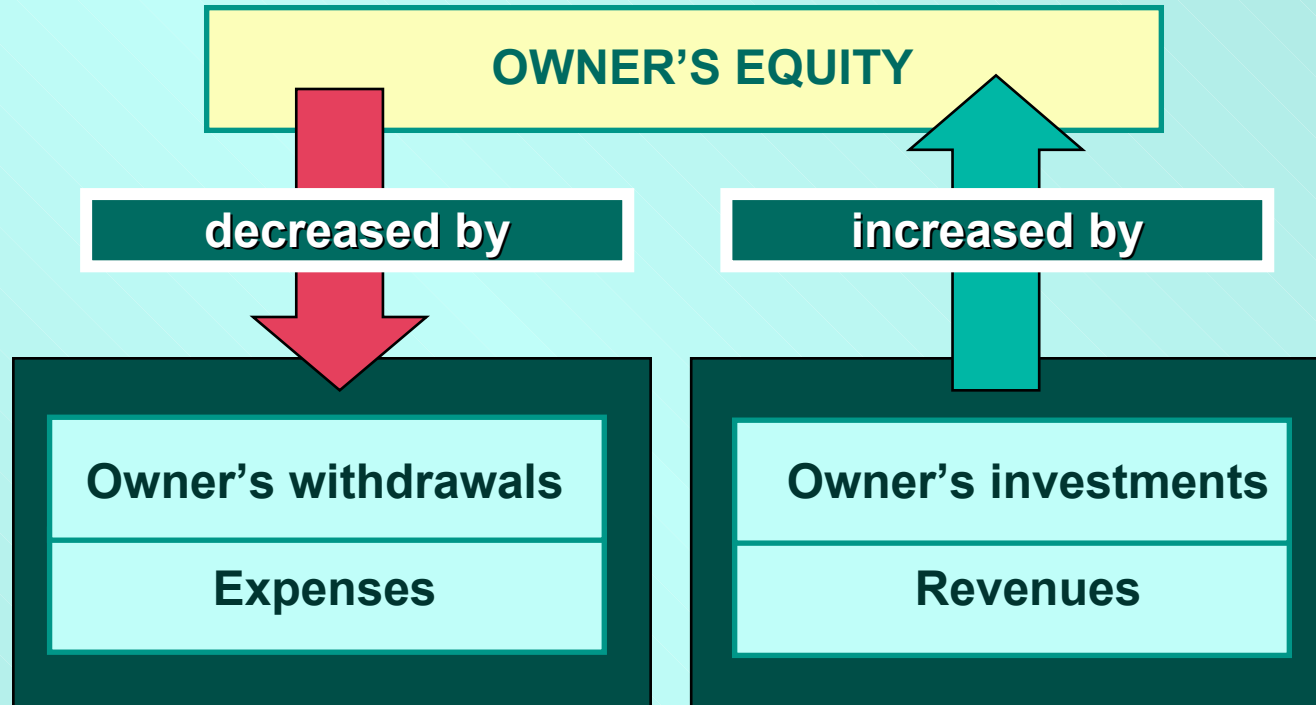 OWNER’S EQUITY
decreased by
increased by
Owner’s withdrawals
Expenses
Owner’s investments
Revenues